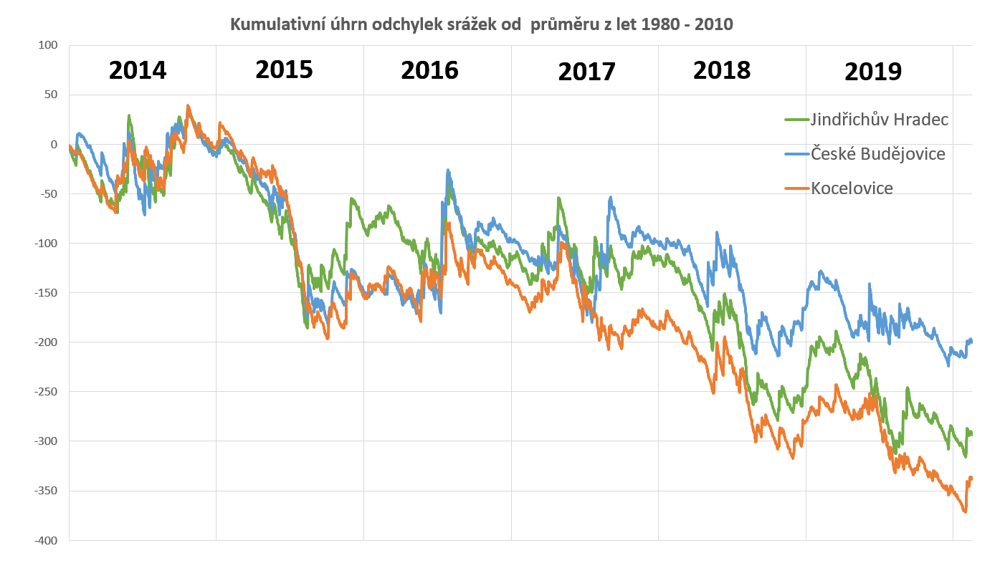 Kumulativní úhrn odchylek srážek od  průměru z let 1980 - 2010
100
2014 2015 2016 2017 2018 2019
50
Jindřichův Hradec
0
České Budějovice
Kocelovice
-50
-100
-150
-200
-250
-300
-350
-400